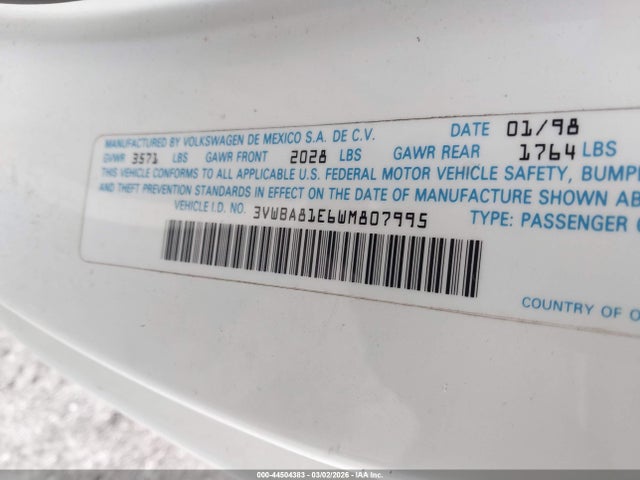 MANUFACTURED BY VOLKSWAGEN DE MEXICO S.A. DE C.V. DATE 01/98
GVWR 3571 LBS GAWR FRONT 2028 LBS GAWR REAR 1764 LBS
THIS VEHICLE CONFORMS TO ALL APPLICABLE U.S. FEDERAL MOTOR VEHICLE SAFETY, BUMP
AND THEFT PREVENTION STANDARDS IN EFFECT ON THE DATE OF MANUFACTURE SHOWN AB
VEHICLE I.D. NO. 3VWBA81E6WM807995 TYPE: PASSENGER
COUNTRY OF O
00-44504383 | 03/02/2026 | IAA Inc.